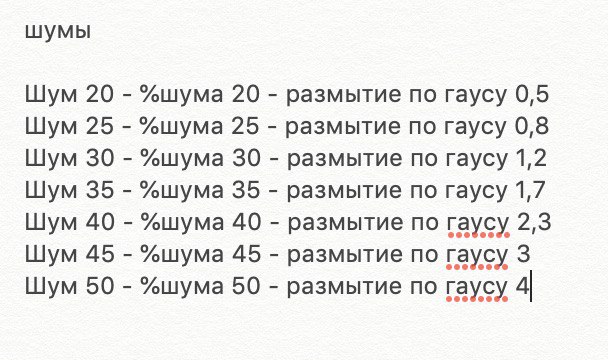 шумы
Шум 20 - %шума 20 - размытие по гаусу 0,5
Шум 25 - %шума 25 - размытие по гаусу 0,8
Шум 30 - %шума 30 - размытие по гаусу 1,2
Шум 35 - %шума 35 - размытие по гаусу 1,7
Шум 40 - %шума 40 - размытие по гаусу 2,3
Шум 45 - %шума 45 - размытие по гаусу 3
Шум 50 - %шума 50 - размытие по гаусу 4